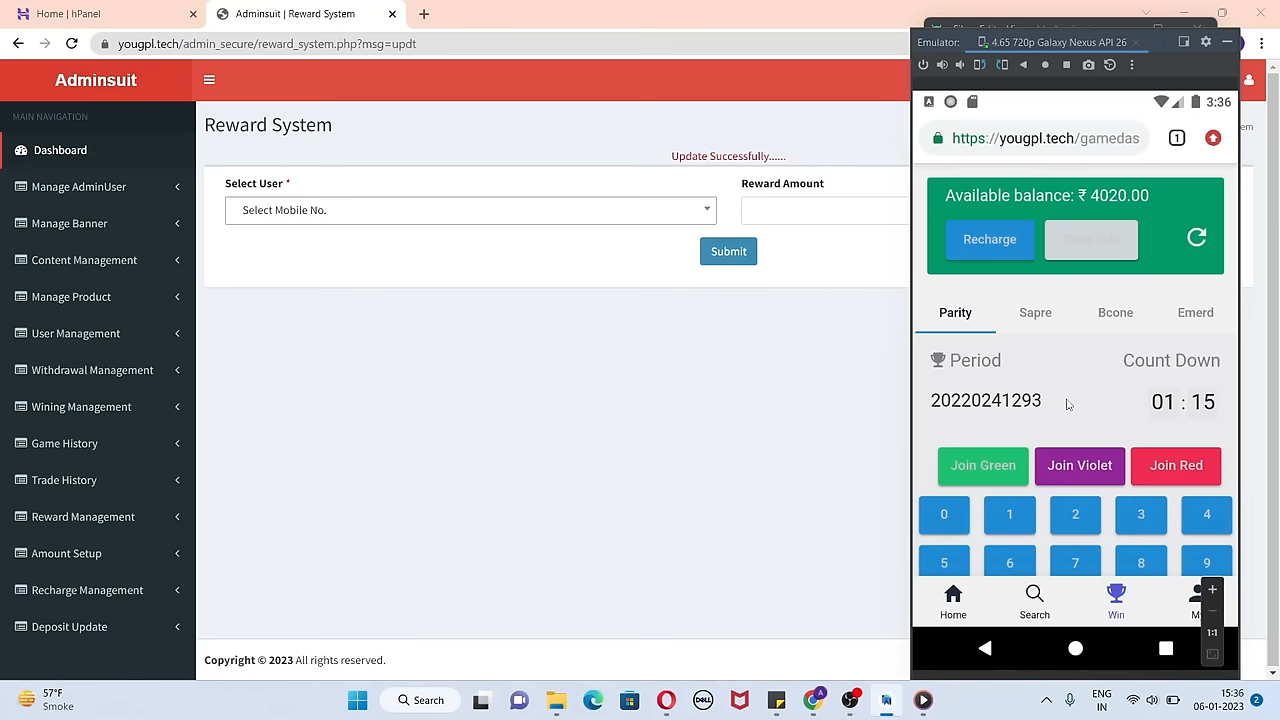 Home | hPanel
Adminsuit | Reward System
yougpl.tech/admin_secure/reward_system.php?msg=updt
Adminsuit
MAIN NAVIGATION
Dashboard
Manage AdminUser
Manage Banner
Content Management
Manage Product
User Management
Withdrawal Management
Wining Management
Game History
Trade History
Reward Management
Amount Setup
Recharge Management
Deposit Update
Reward System
Update Successfully......
Select User *
Reward Amount
Select Mobile No.
Submit
Copyright © 2023 All rights reserved.
Emulator: 4.65 720p Galaxy Nexus API 26
3:36
https://yougpl.tech/gamedas
1
Available balance: ₹ 4020.00
Recharge
Parity Sapre Bcone Emerd
Period Count Down
20220241293 01 : 15
Join Green Join Violet Join Red
0 1 2 3 4
5 6 7 8 9
Home Search Win
1:1
57°F
Smoke
Search
ENG
IN
15:36
06-01-2023
2